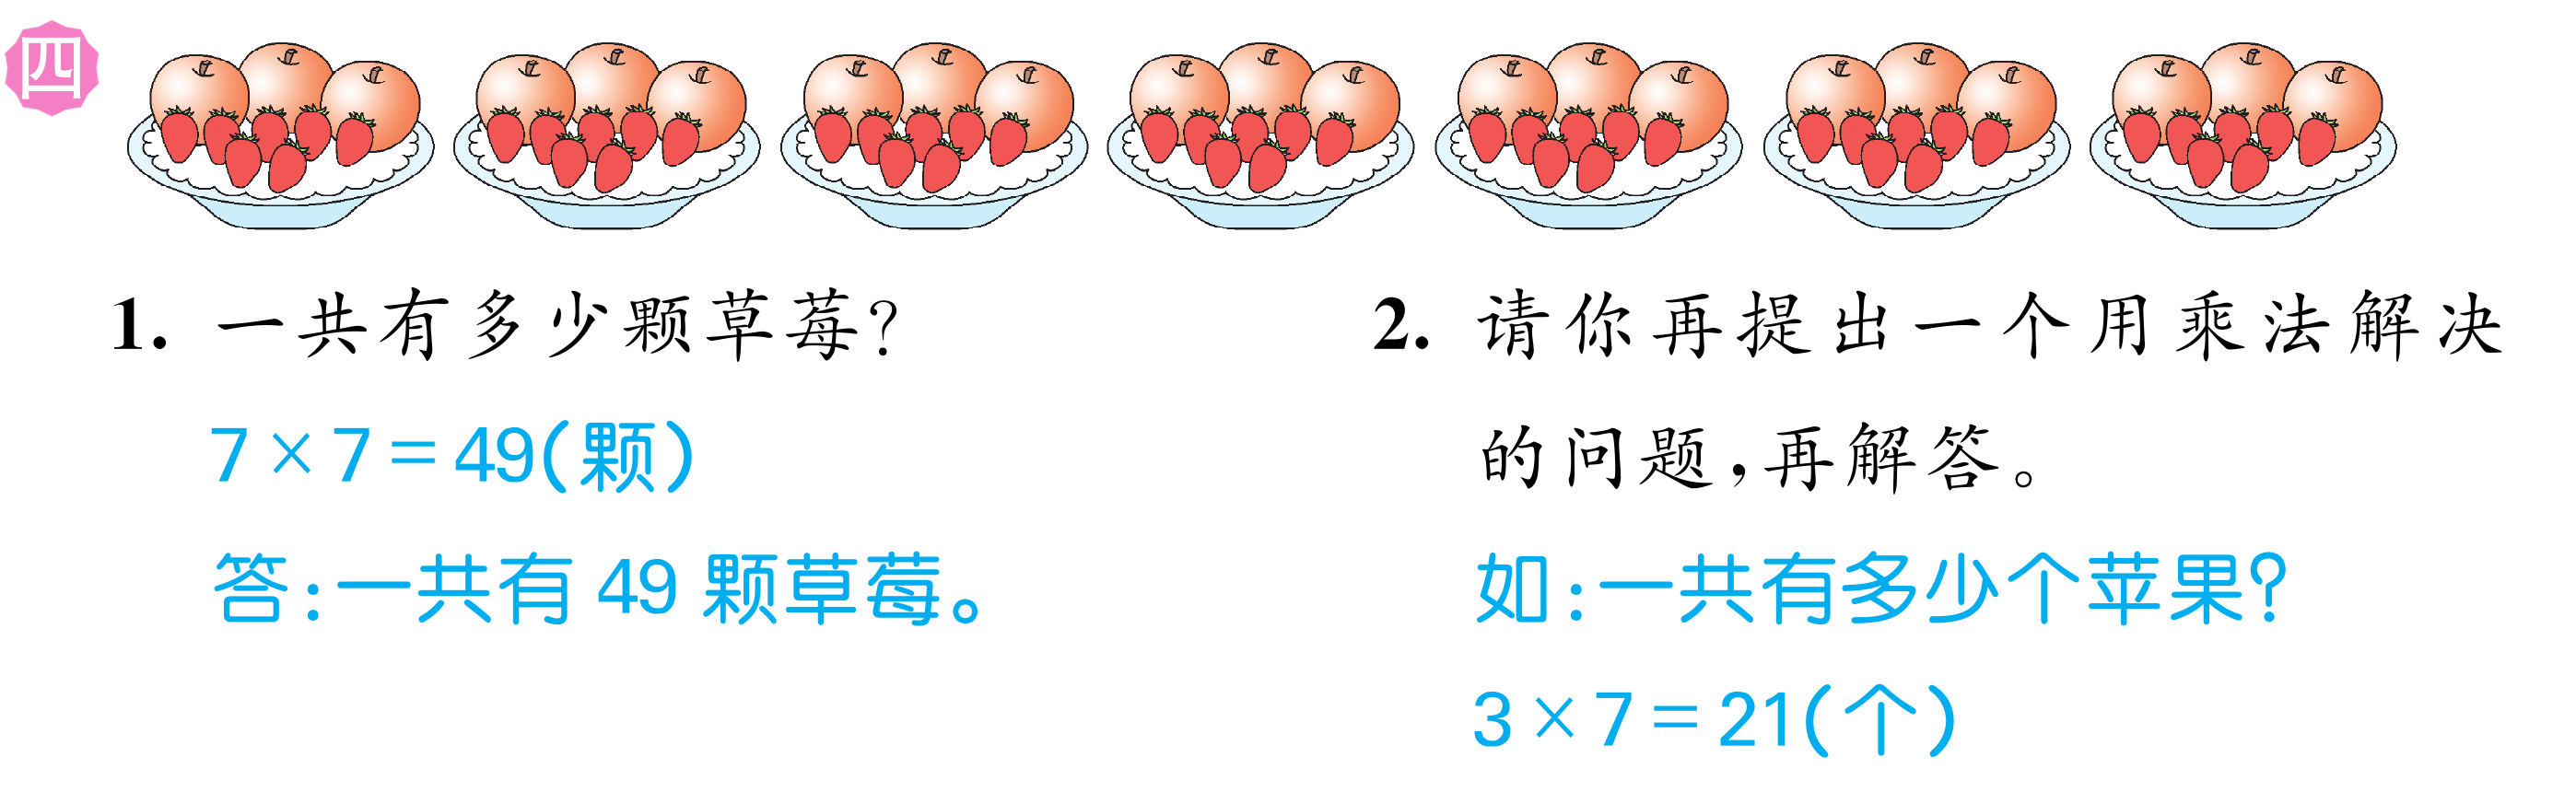 四
1. 一共有多少颗草莓?
7×7=49(颗)
答:一共有 49 颗草莓。
2. 请你再提出一个用乘法解决
的问题,再解答。
如:一共有多少个苹果?
3×7=21(个)